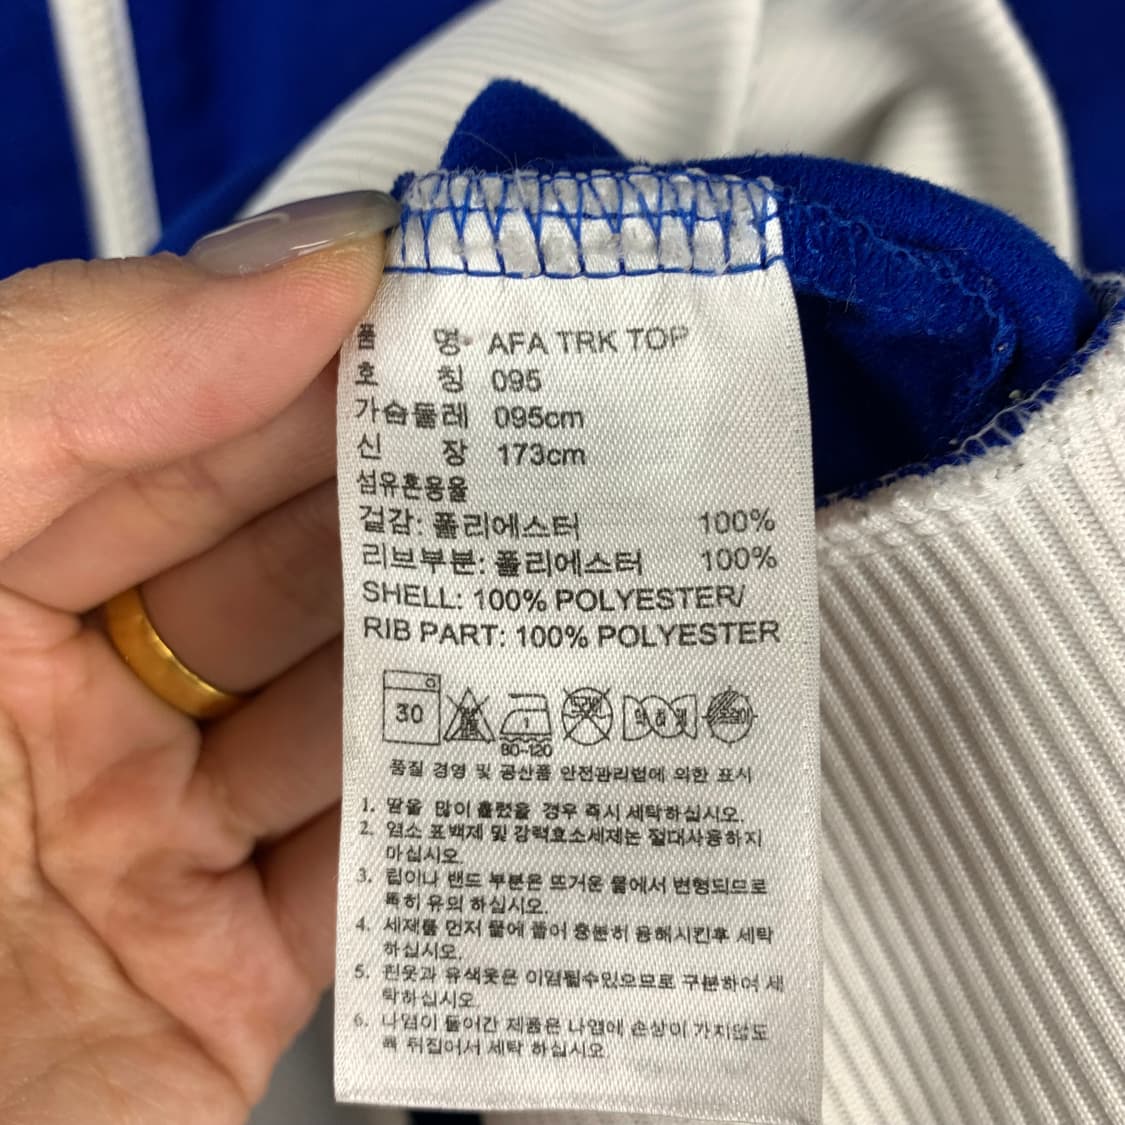 품 명 AFA TRK TOP
호 칭 095
가슴둘레 095cm
신 장 173cm
섬유혼용율
겉감: 폴리에스터 100%
리브부분: 폴리에스터 100%
SHELL: 100% POLYESTER/
RIB PART: 100% POLYESTER
30
1
80-120
품질 경영 및 공산품 안전관리법에 의한 표시
1. 땀을 많이 흘렸을 경우 즉시 세탁하십시오.
2. 염소 표백제 및 강력효소세제는 절대사용하지
마십시오.
3. 립이나 밴드 부분은 뜨거운 물에서 변형되므로
특히 유의 하십시오.
4. 세제를 먼저 물에 풀어 충분히 용해시킨후 세탁
하십시오.
5. 흰옷과 유색옷은 이염될수있으므로 구분하여 세
탁하십시오.
6. 나염이 들어간 제품은 나염에 손상이 가지않도
록 뒤집어서 세탁 하십시오.